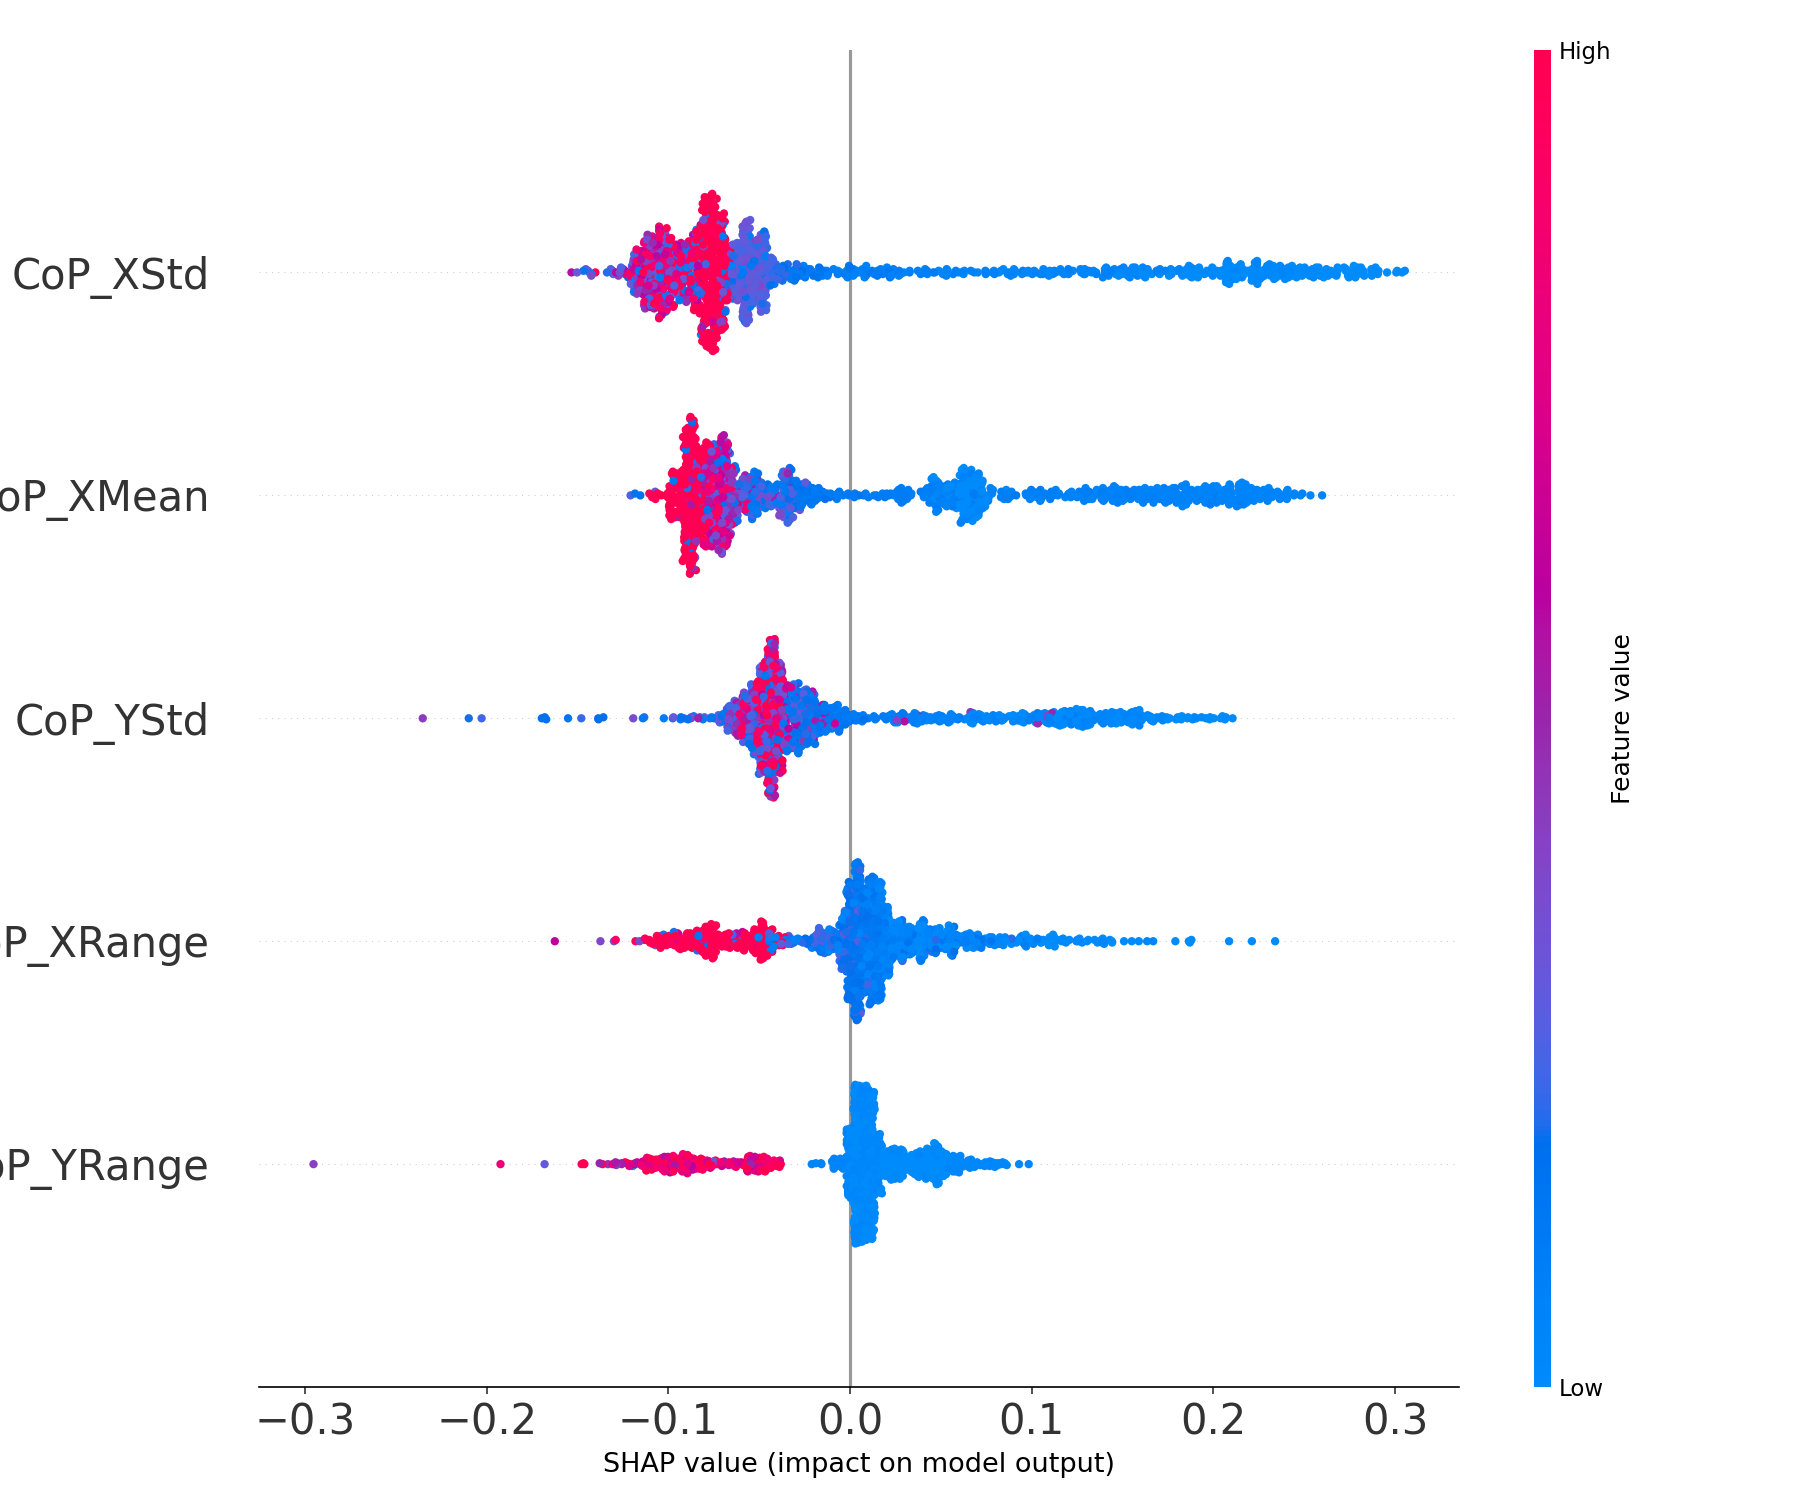 High
CoP_XStd
oP_XMean
CoP_YStd
Feature value
P_XRange
P_YRange
Low
−0.3 −0.2 −0.1 0.0 0.1 0.2 0.3
SHAP value (impact on model output)